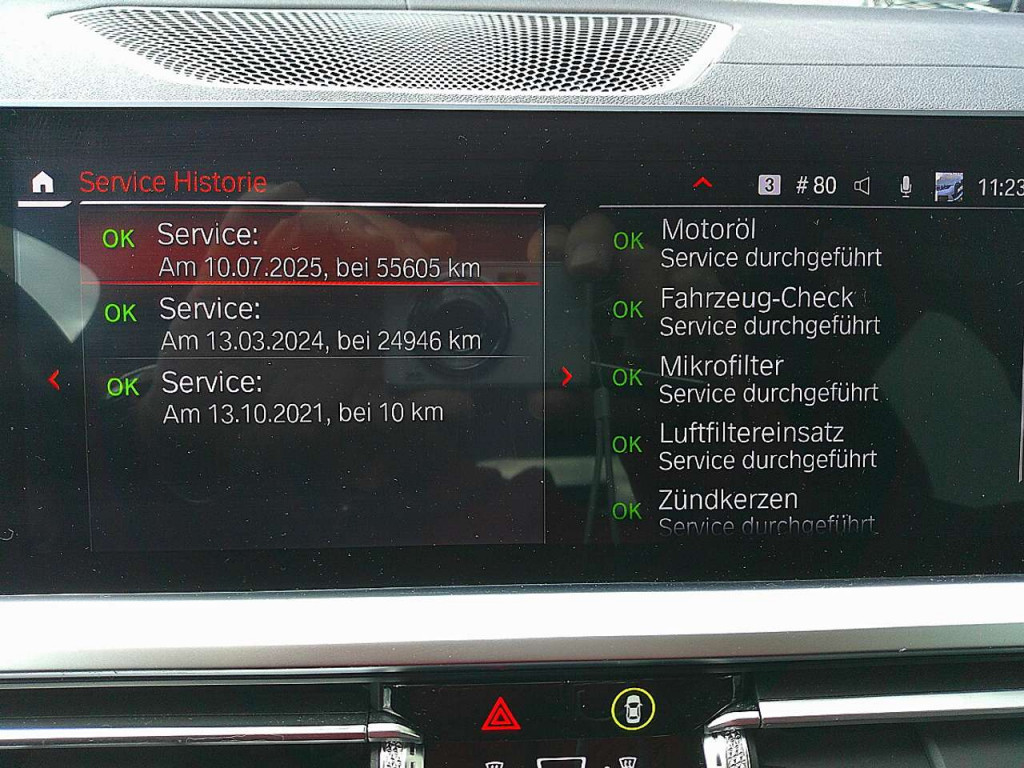 Service Historie
3 #80 11:23
OK Service:
Am 10.07.2025, bei 55605 km
OK Service:
Am 13.03.2024, bei 24946 km
OK Service:
Am 13.10.2021, bei 10 km
OK Motoröl
Service durchgeführt
OK Fahrzeug-Check
Service durchgeführt
OK Mikrofilter
Service durchgeführt
OK Luftfiltereinsatz
Service durchgeführt
OK Zündkerzen
Service durchgeführt